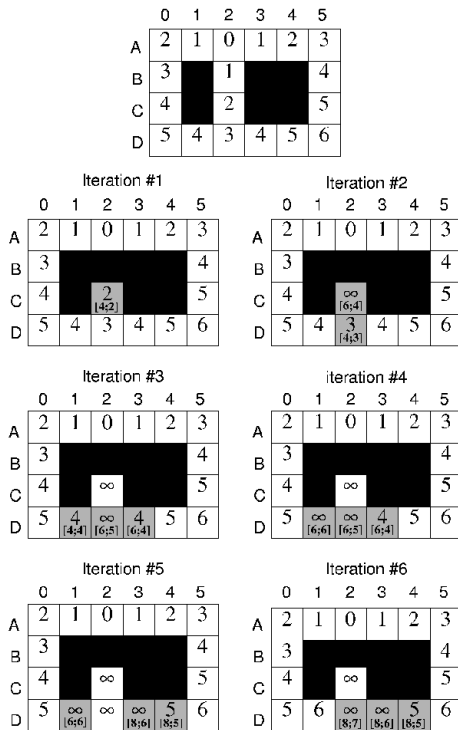 0 1 2 3 4 5
A 2 1 0 1 2 3
B 3 1 4
C 4 2 5
D 5 4 3 4 5 6
Iteration #1
0 1 2 3 4 5
A 2 1 0 1 2 3
B 3 4
C 4 2 5
[4;2]
D 5 4 3 4 5 6
Iteration #2
0 1 2 3 4 5
A 2 1 0 1 2 3
B 3 4
C 4 ∞ 5
[6;4]
D 5 4 3 4 5 6
[4;3]
Iteration #3
0 1 2 3 4 5
A 2 1 0 1 2 3
B 3 4
C 4 ∞ 5
D 5 4 ∞ 4 5 6
[4;4] [6;5] [6;4]
iteration #4
0 1 2 3 4 5
A 2 1 0 1 2 3
B 3 4
C 4 ∞ 5
D 5 ∞ ∞ 4 5 6
[6;6] [6;5] [6;4]
Iteration #5
0 1 2 3 4 5
A 2 1 0 1 2 3
B 3 4
C 4 ∞ 5
D 5 ∞ ∞ ∞ 5 6
[6;6] [8;6] [8;5]
Iteration #6
0 1 2 3 4 5
A 2 1 0 1 2 3
B 3 4
C 4 ∞ 5
D 5 6 ∞ ∞ 5 6
[8;7] [8;6] [8;5]